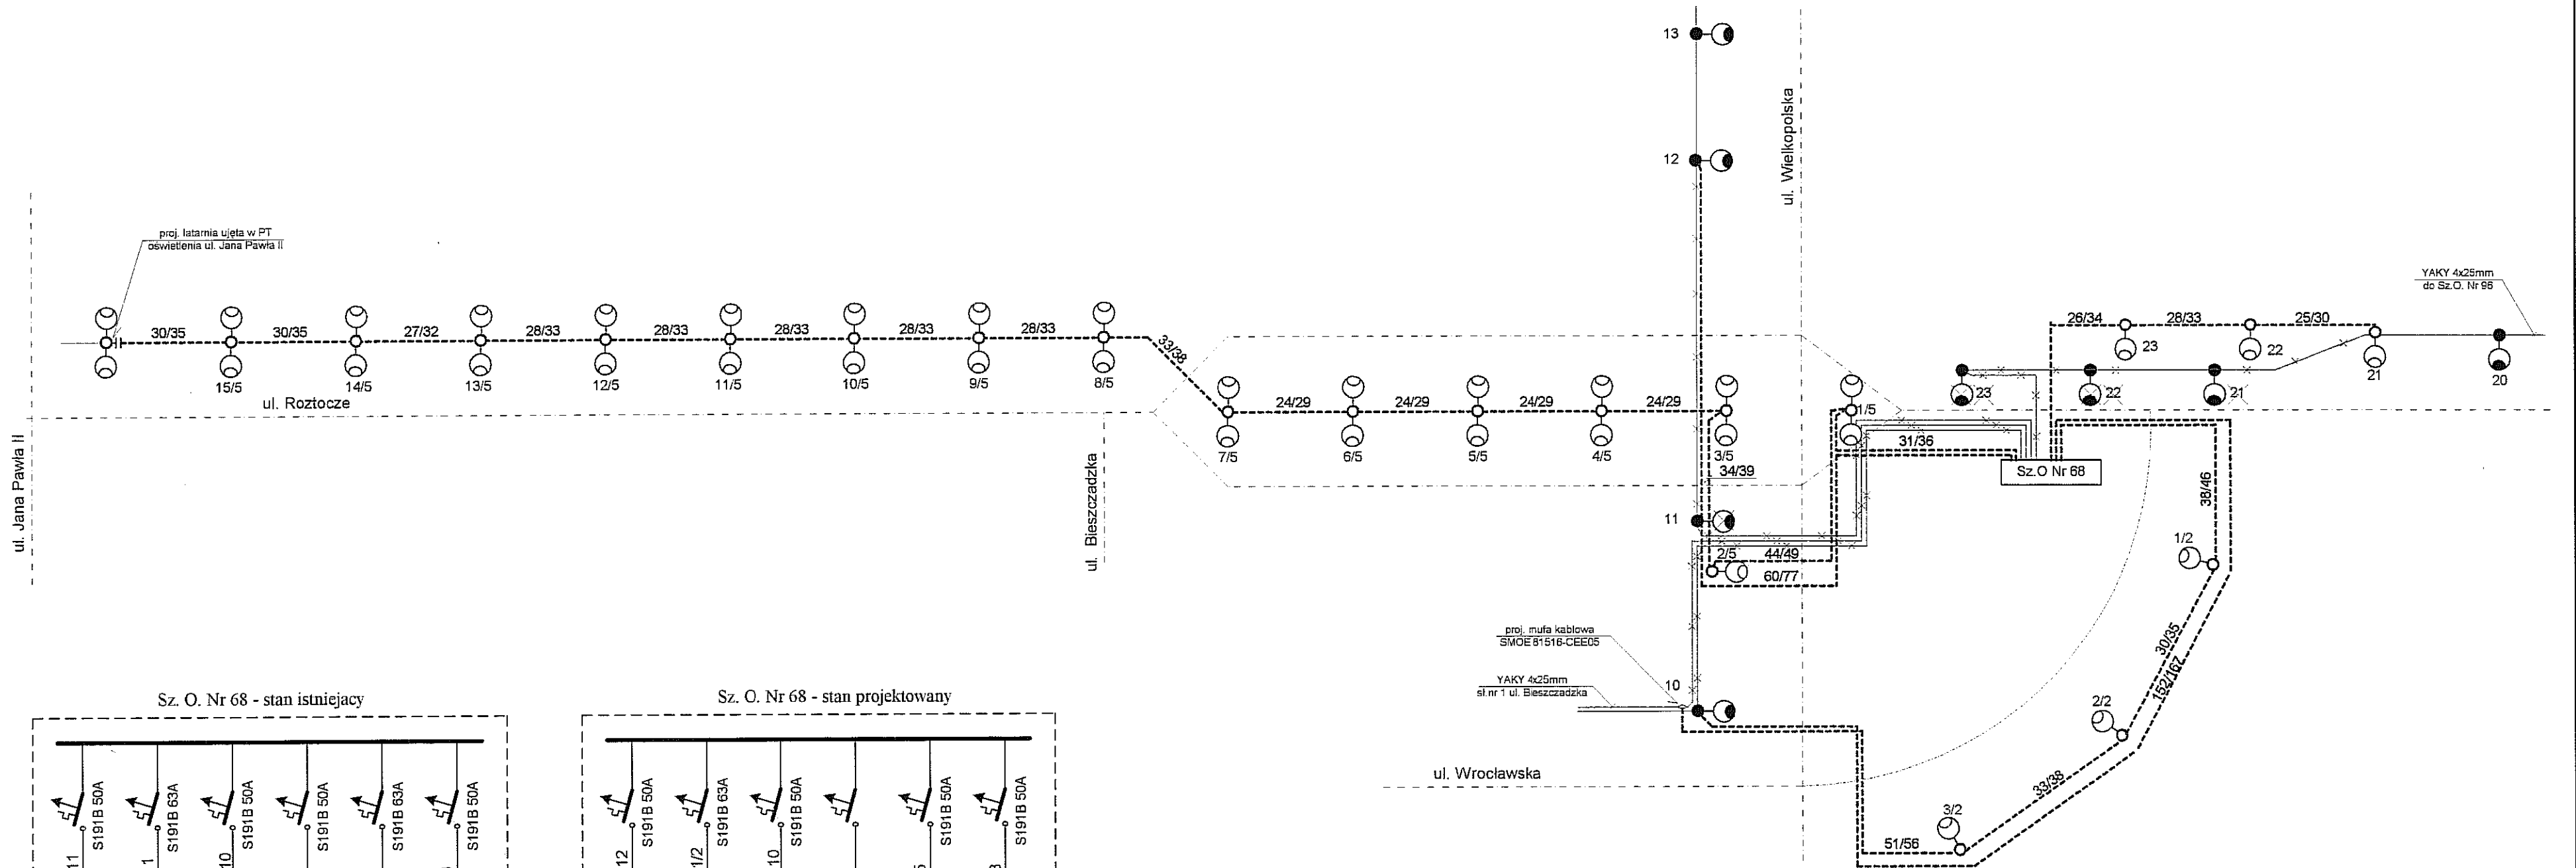 13
12
ul. Wielkopolska
proj. latarnia ujęta w PT
oświetlenia ul. Jana Pawła II
YAKY 4x25mm
do Sz.O. Nr 96
30/35
30/35
27/32
28/33
28/33
28/33
28/33
28/33
33/38
15/5
14/5
13/5
12/5
11/5
10/5
9/5
8/5
26/34
28/33
25/30
23
22
21
20
23
22
21
ul. Roztocze
24/29
24/29
24/29
24/29
7/5
6/5
5/5
4/5
3/5
1/5
31/36
Sz.O Nr 68
34/39
38/46
ul. Jana Pawła II
ul. Bieszczadzka
11
2/5
44/49
60/77
1/2
proj. mufa kablowa
SMOE 81516-CEE05
YAKY 4x25mm
sł.nr 1 ul. Bieszczadzka
10
30/35
152/167
2/2
ul. Wrocławska
33/38
3/2
51/56
Sz. O. Nr 68 - stan istniejacy
S191B 50A
S191B 63A
S191B 50A
S191B 50A
S191B 63A
S191B 50A
11
1
10
Sz. O. Nr 68 - stan projektowany
S191B 50A
S191B 63A
S191B 50A
S191B 50A
S191B 50A
12
1/2
10